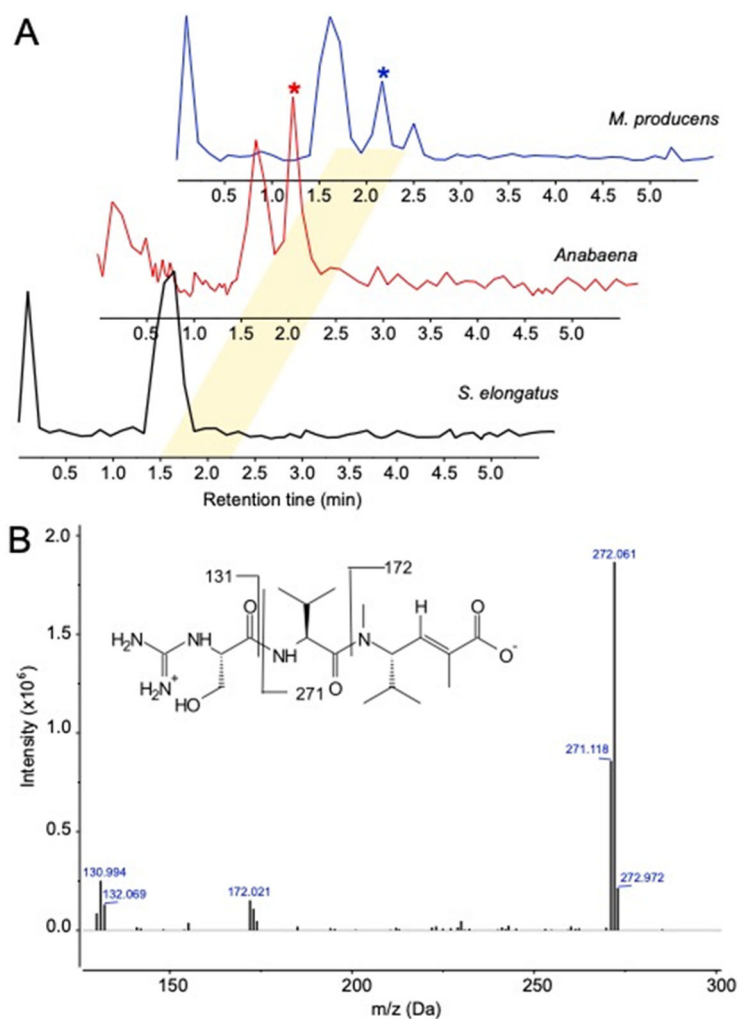 A
*
*
M. producens
0.5 1.0 1.5 2.0 2.5 3.0 3.5 4.0 4.5 5.0
Anabaena
0.5 1.0 1.5 2.0 2.5 3.0 3.5 4.0 4.5 5.0
S. elongatus
0.5 1.0 1.5 2.0 2.5 3.0 3.5 4.0 4.5 5.0
Retention tine (min)
B
2.0
272.061
131
172
O
H
O
H₂N
NH
N
O⁻
NH
H₂N⁺
O
HO
271
1.5
Intensity (x10⁶)
1.0
271.118
0.5
130.994
132.069
172.021
272.972
0.0
150 200 250 300
m/z (Da)